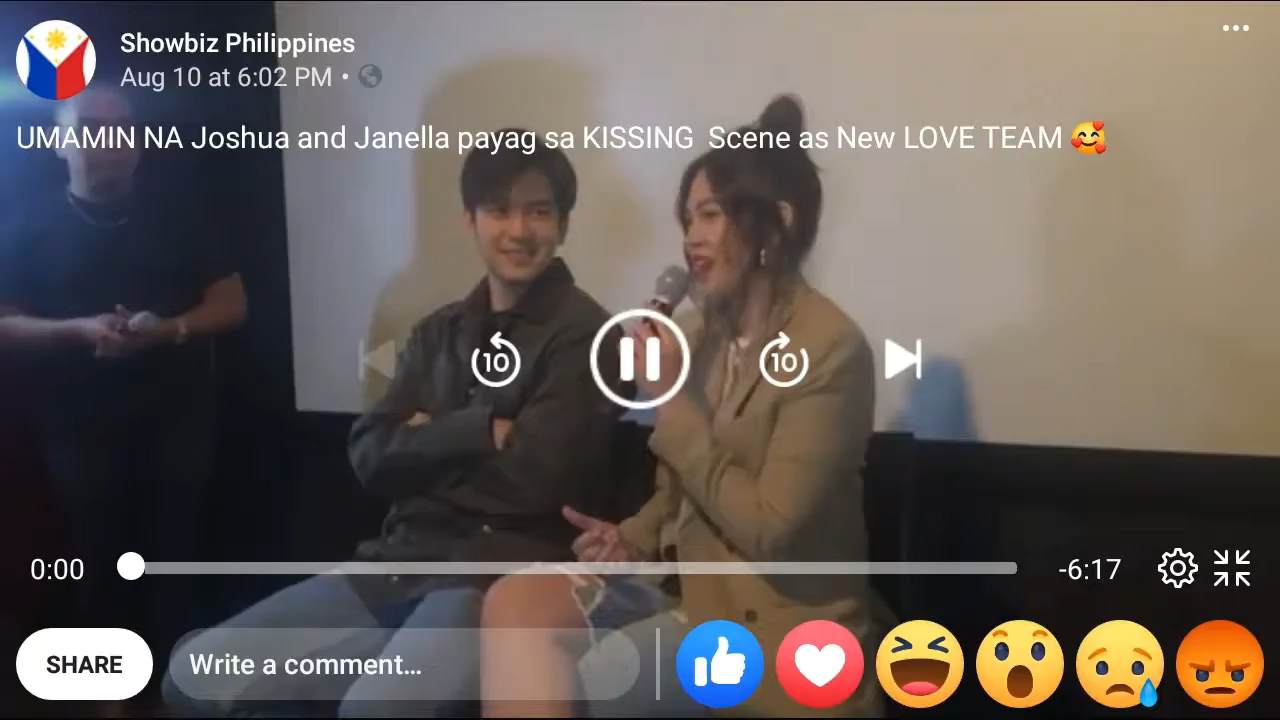 Showbiz Philippines
Aug 10 at 6:02 PM •
UMAMIN NA Joshua and Janella payag sa KISSING Scene as New LOVE TEAM 🥰
10
10
0:00
-6:17
SHARE
Write a comment...